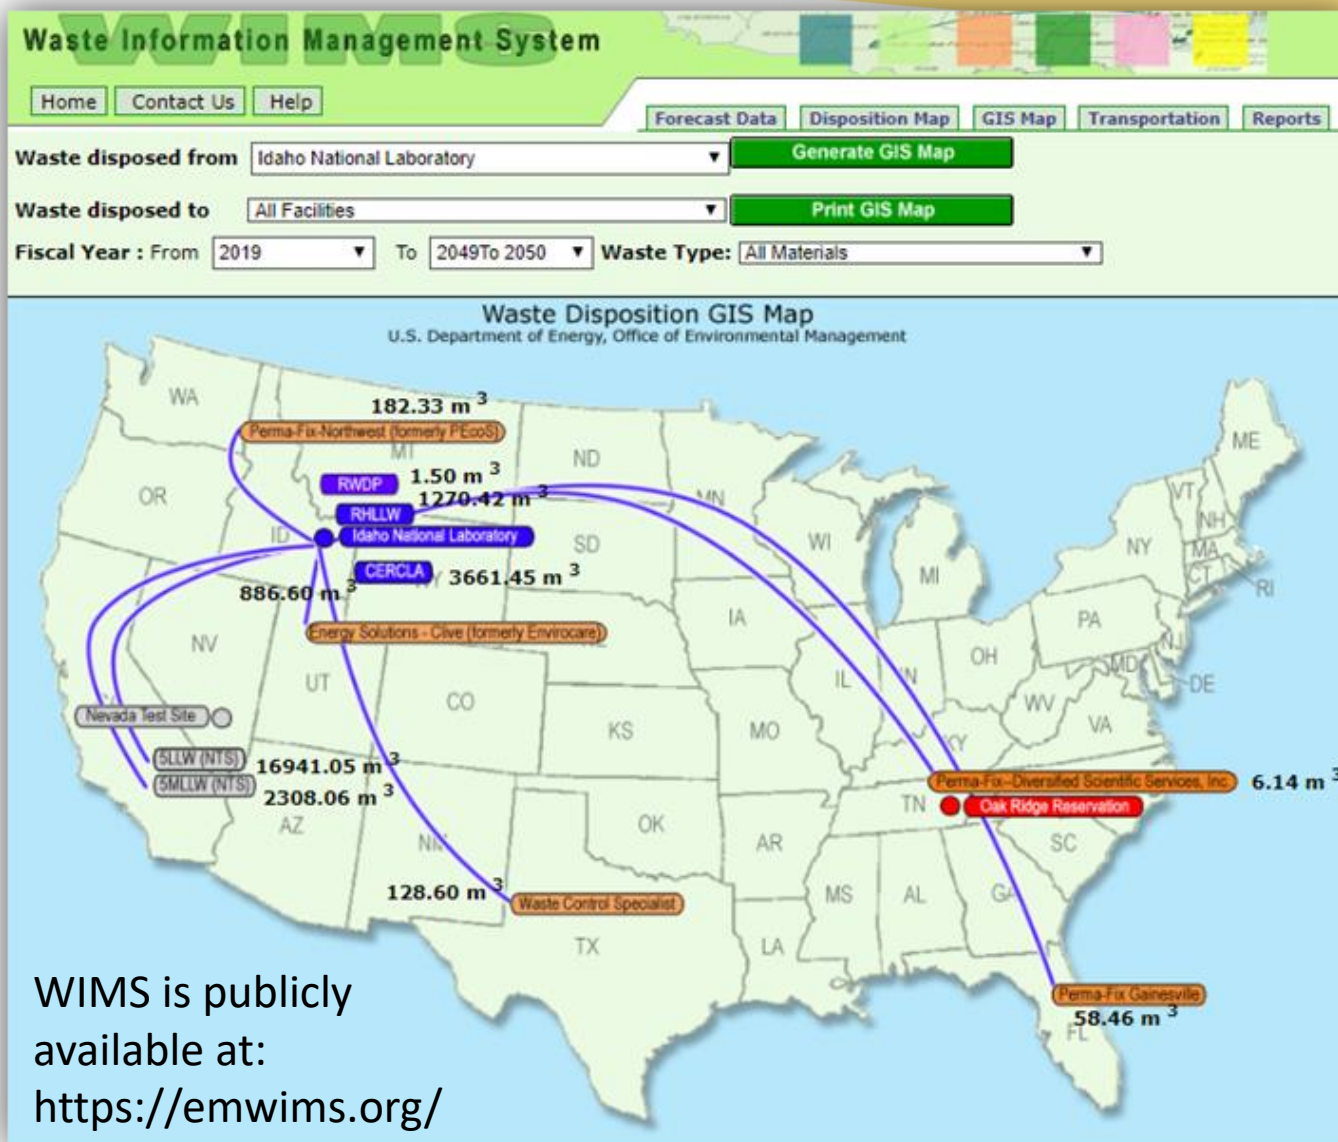 Waste Information Management System
Home Contact Us Help
Forecast Data Disposition Map GIS Map Transportation Reports
Waste disposed from Idaho National Laboratory Generate GIS Map
Waste disposed to All Facilities Print GIS Map
Fiscal Year : From 2019 To 2049To 2050 Waste Type: All Materials
Waste Disposition GIS Map
U.S. Department of Energy, Office of Environmental Management
WA
182.33 m 3
Perma-Fix-Northwest (formerly PEcoS)
MT
ND
ME
RWDP 1.50 m 3
1270.42 m 3
MN
OR
VT
RHLLW
NH
ID
Idaho National Laboratory
SD
WI
NY
MA
CERCLA
WY
3661.45 m 3
MI
CT
RI
886.60 m 3
IA
PA
Energy Solutions - Clive (formerly Envirocare)
NE
NV
OH
NJ
MD
DE
UT
IL
IN
CO
WV
VA
Nevada Test Site
KS
MO
KY
5LLW (NTS) 16941.05 m 3
5MLLW (NTS) 2308.06 m 3
Perma-Fix--Diversified Scientific Services, Inc. 6.14 m 3
TN
Oak Ridge Reservation
AZ
NM
OK
AR
SC
128.60 m 3
Waste Control Specialist
MS
AL
GA
TX
LA
Perma-Fix Gainesville
58.46 m 3
FL
WIMS is publicly
available at:
https://emwims.org/